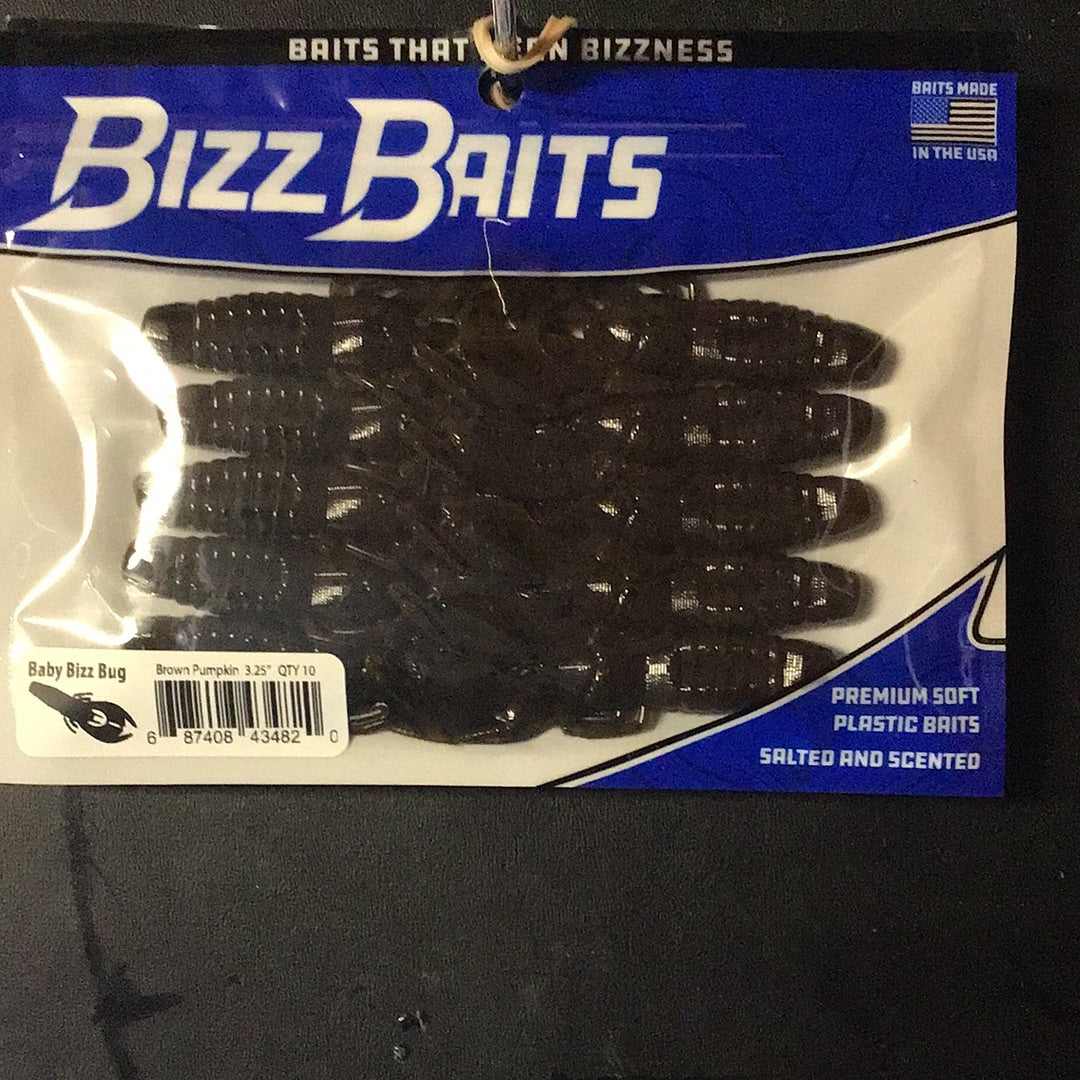 BAITS THAT BIZZNESS
BIZZ BAITS
BAITS MADE
IN THE USA
Baby Bizz Bug
Brown Pumpkin 3.25" QTY 10
6 87408 43482 0
PREMIUM SOFT
PLASTIC BAITS
SALTED AND SCENTED